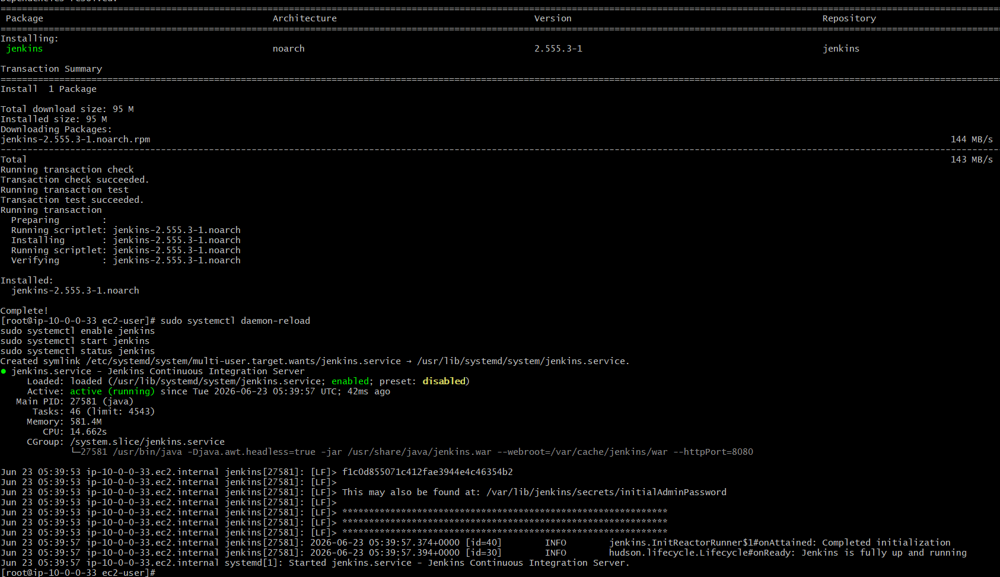 Dependencies resolved.
================================================================================
Package Architecture Version Repository
================================================================================
Installing:
jenkins noarch 2.555.3-1 jenkins
Transaction Summary
================================================================================
Install  1 Package
Total download size: 95 M
Installed size: 95 M
Downloading Packages:
jenkins-2.555.3-1.noarch.rpm 144 MB/s
--------------------------------------------------------------------------------
Total 143 MB/s
Running transaction check
Transaction check succeeded.
Running transaction test
Transaction test succeeded.
Running transaction
  Preparing        :
  Running scriptlet: jenkins-2.555.3-1.noarch
  Installing       : jenkins-2.555.3-1.noarch
  Running scriptlet: jenkins-2.555.3-1.noarch
  Verifying        : jenkins-2.555.3-1.noarch
Installed:
  jenkins-2.555.3-1.noarch
Complete!
[root@ip-10-0-0-33 ec2-user]# sudo systemctl daemon-reload
sudo systemctl enable jenkins
sudo systemctl start jenkins
sudo systemctl status jenkins
Created symlink /etc/systemd/system/multi-user.target.wants/jenkins.service → /usr/lib/systemd/system/jenkins.service.
● jenkins.service - Jenkins Continuous Integration Server
     Loaded: loaded (/usr/lib/systemd/system/jenkins.service; enabled; preset: disabled)
     Active: active (running) since Tue 2026-06-23 05:39:57 UTC; 42ms ago
   Main PID: 27581 (java)
      Tasks: 46 (limit: 4543)
     Memory: 581.4M
        CPU: 14.662s
     CGroup: /system.slice/jenkins.service
             └─27581 /usr/bin/java -Djava.awt.headless=true -jar /usr/share/java/jenkins.war --webroot=/var/cache/jenkins/war --httpPort=8080
Jun 23 05:39:53 ip-10-0-0-33.ec2.internal jenkins[27581]: [LF]> f1c0d855071c412fae3944e4c46354b2
Jun 23 05:39:53 ip-10-0-0-33.ec2.internal jenkins[27581]: [LF]>
Jun 23 05:39:53 ip-10-0-0-33.ec2.internal jenkins[27581]: [LF]> This may also be found at: /var/lib/jenkins/secrets/initialAdminPassword
Jun 23 05:39:53 ip-10-0-0-33.ec2.internal jenkins[27581]: [LF]>
Jun 23 05:39:53 ip-10-0-0-33.ec2.internal jenkins[27581]: [LF]> *************************************************************
Jun 23 05:39:53 ip-10-0-0-33.ec2.internal jenkins[27581]: [LF]> *************************************************************
Jun 23 05:39:53 ip-10-0-0-33.ec2.internal jenkins[27581]: [LF]> *************************************************************
Jun 23 05:39:57 ip-10-0-0-33.ec2.internal jenkins[27581]: 2026-06-23 05:39:57.374+0000 [id=40] INFO jenkins.InitReactorRunner$1#onAttained: Completed initialization
Jun 23 05:39:57 ip-10-0-0-33.ec2.internal jenkins[27581]: 2026-06-23 05:39:57.394+0000 [id=30] INFO hudson.lifecycle.Lifecycle#onReady: Jenkins is fully up and running
Jun 23 05:39:57 ip-10-0-0-33.ec2.internal systemd[1]: Started jenkins.service - Jenkins Continuous Integration Server.
[root@ip-10-0-0-33 ec2-user]#